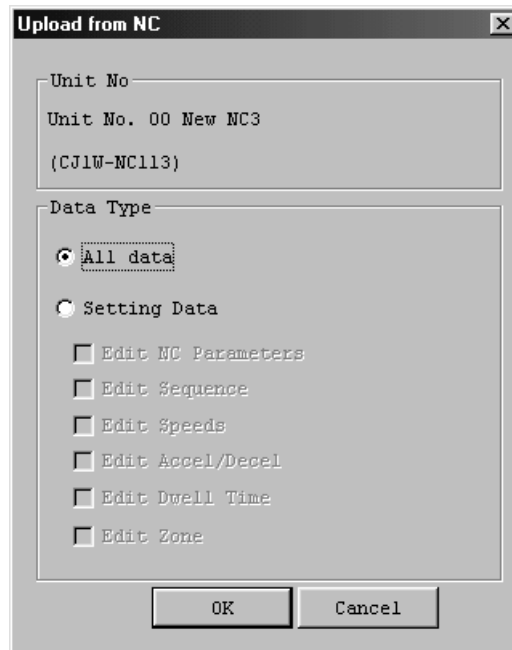 Upload from NC
Unit No
Unit No. 00 New NC3
(CJ1W-NC113)
Data Type
All data
Setting Data
Edit NC Parameters
Edit Sequence
Edit Speeds
Edit Accel/Decel
Edit Dwell Time
Edit Zone
OK Cancel